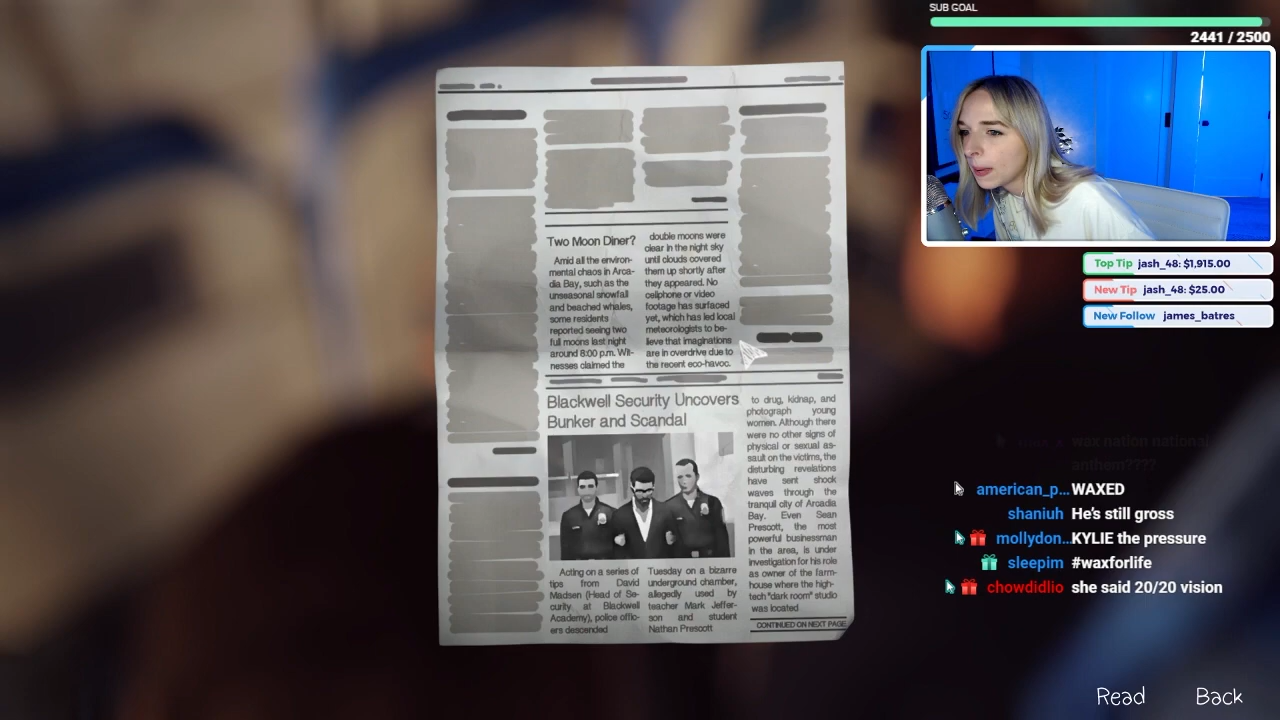 SUB GOAL
2441 / 2500
Top Tip jash_48: $1,915.00
New Tip jash_48: $25.00
New Follow james_batres
Two Moon Diner?
Amid all the environ-
mental chaos in Arca-
dia Bay, such as the
unseasonal snowfall
and beached whales,
some residents
reported seeing two
full moons last night
around 8:00 p.m. Wit-
nesses claimed the
double moons were
clear in the night sky
until clouds covered
them up shortly after
they appeared. No
cellphone or video
footage has surfaced
yet, which has led local
meteorologists to be-
lieve that imaginations
are in overdrive due to
the recent eco-havoc.
Blackwell Security Uncovers
Bunker and Scandal
Acting on a series of
tips from David
Madsen (Head of Se-
curity at Blackwell
Academy), police offic-
ers descended
Tuesday on a bizarre
underground chamber,
allegedly used by
teacher Mark Jeffer-
son and student
Nathan Prescott
to drug, kidnap, and
photograph young
women. Although there
were no other signs of
physical or sexual as-
sault on the victims, the
disturbing revelations
have sent shock
waves through the
tranquil city of Arcadia
Bay. Even Sean
Prescott, the most
powerful businessman
in the area, is under
investigation for his role
as owner of the farm-
house where the high-
tech "dark room" studio
was located
CONTINUED ON NEXT PAGE
wax nation national
anthem????
american_p... WAXED
shaniuh He's still gross
mollydon... KYLIE the pressure
sleepim #waxforlife
chowdidlio she said 20/20 vision
Read Back